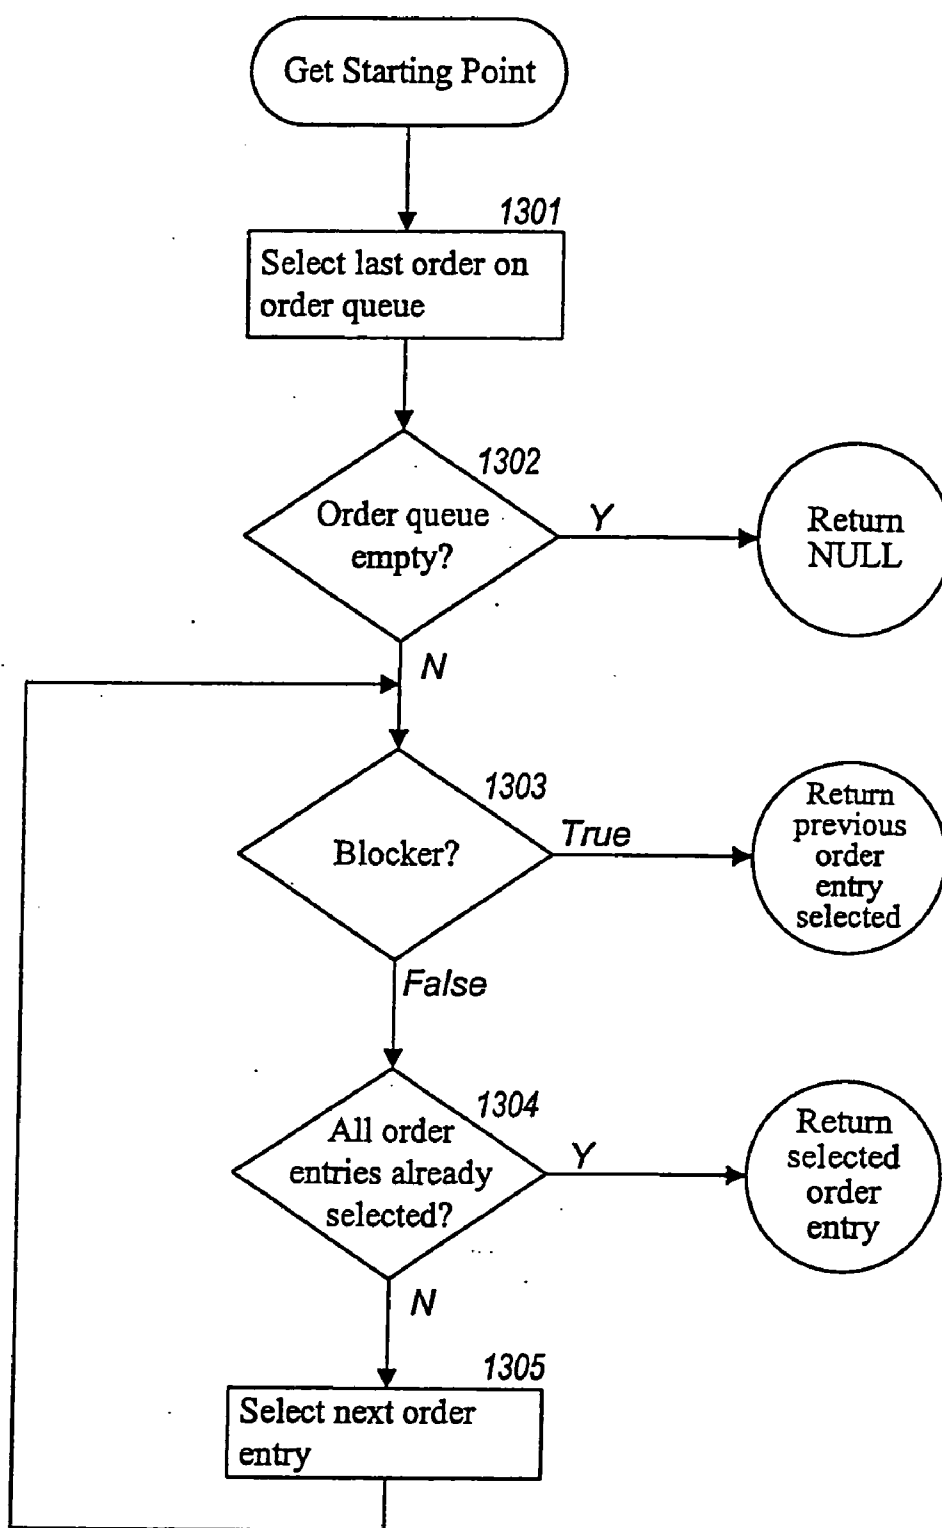 Get Starting Point
1301
Select last order on
order queue
1302
Order queue
empty?
Y
Return
NULL
N
1303
Blocker?
True
Return
previous
order
entry
selected
False
1304
All order
entries already
selected?
Y
Return
selected
order
entry
N
1305
Select next order
entry